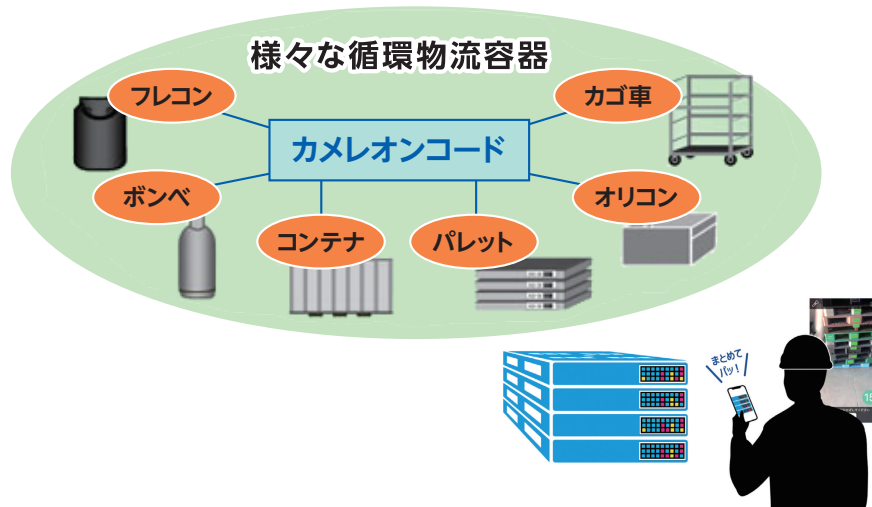 様々な循環物流容器
フレコン
カゴ車
カメレオンコード
ボンベ
オリコン
コンテナ
パレット
まとめて
パッ!
15